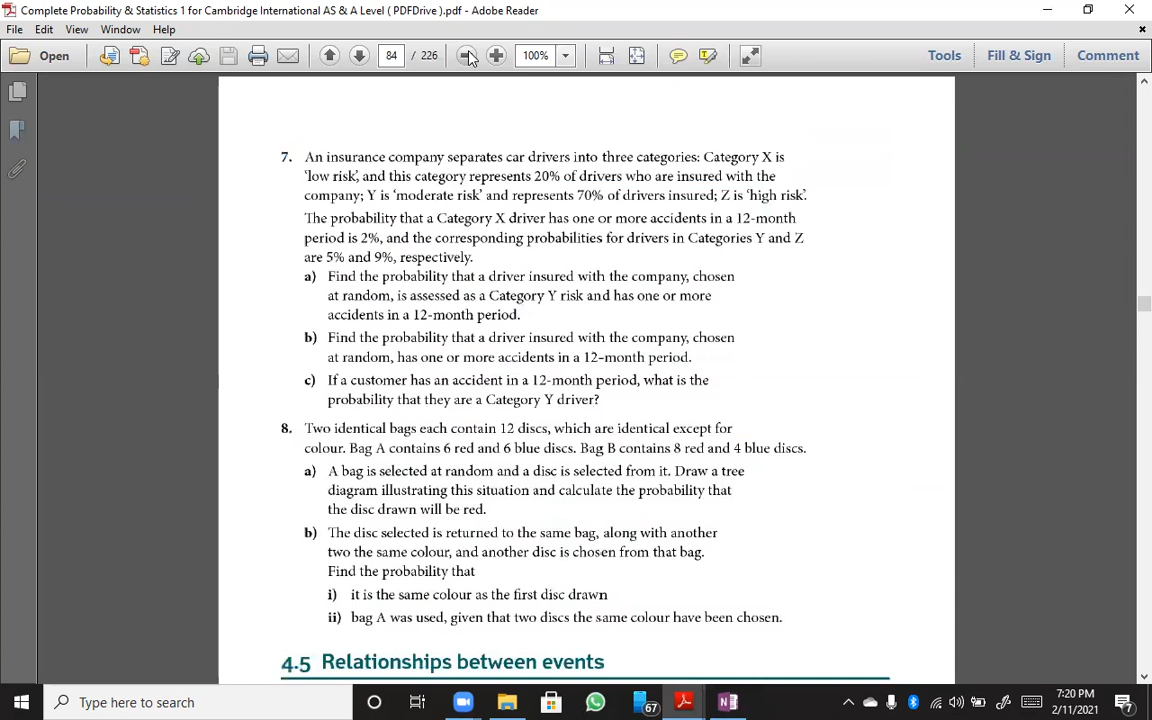 Complete Probability & Statistics 1 for Cambridge International AS & A Level ( PDFDrive ).pdf - Adobe Reader
File Edit View Window Help
Open 84 / 226 100% Tools Fill & Sign Comment
7. An insurance company separates car drivers into three categories: Category X is
‘low risk’, and this category represents 20% of drivers who are insured with the
company; Y is ‘moderate risk’ and represents 70% of drivers insured; Z is ‘high risk’.
The probability that a Category X driver has one or more accidents in a 12-month
period is 2%, and the corresponding probabilities for drivers in Categories Y and Z
are 5% and 9%, respectively.
a) Find the probability that a driver insured with the company, chosen
at random, is assessed as a Category Y risk and has one or more
accidents in a 12-month period.
b) Find the probability that a driver insured with the company, chosen
at random, has one or more accidents in a 12-month period.
c) If a customer has an accident in a 12-month period, what is the
probability that they are a Category Y driver?
8. Two identical bags each contain 12 discs, which are identical except for
colour. Bag A contains 6 red and 6 blue discs. Bag B contains 8 red and 4 blue discs.
a) A bag is selected at random and a disc is selected from it. Draw a tree
diagram illustrating this situation and calculate the probability that
the disc drawn will be red.
b) The disc selected is returned to the same bag, along with another
two the same colour, and another disc is chosen from that bag.
Find the probability that
i) it is the same colour as the first disc drawn
ii) bag A was used, given that two discs the same colour have been chosen.
4.5 Relationships between events
Type here to search
67
7:20 PM
2/11/2021
7